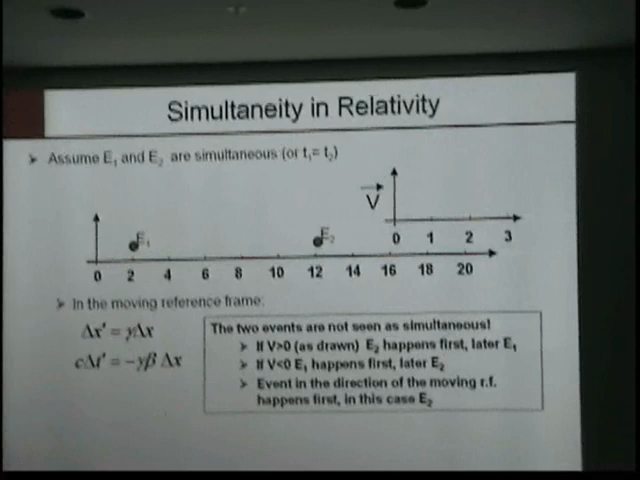 Simultaneity in Relativity
➢ Assume E₁ and E₂ are simultaneous (or t₁= t₂)
V
0 1 2 3
E₁ E₂
0 2 4 6 8 10 12 14 16 18 20
➢ In the moving reference frame:
Δx' = γΔx
cΔt' = −γβ Δx
The two events are not seen as simultaneous!
➢ If V>0 (as drawn) E₂ happens first, later E₁
➢ If V<0 E₁ happens first, later E₂
➢ Event in the direction of the moving r.f.
happens first, in this case E₂